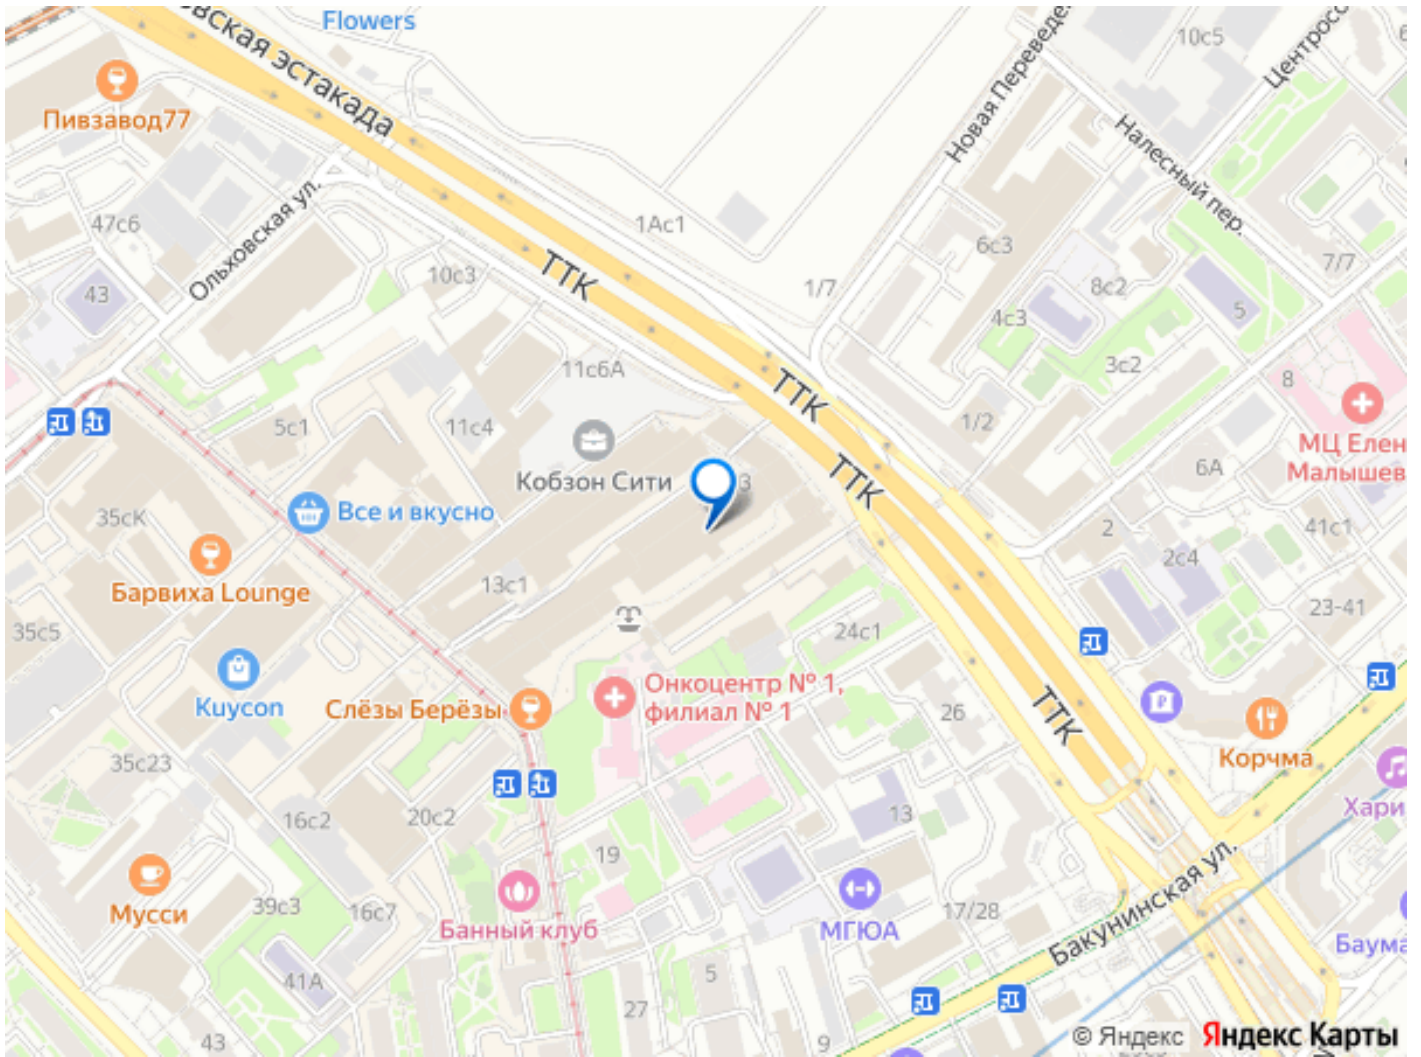 Flowers
вская эстакада
Пивзавод77
Новая Переведе
10с5
Центросс
Налесный пер.
47с6
Ольховская ул.
1Ас1
ТТК
10с3
43
1/7
6с3
8с2
7/7
5
4с3
3с2
11с6А
8
ТТК
5с1
11с4
1/2
МЦ Елен
Малышев
Кобзон Сити
3
ТТК
6А
Все и вкусно
35сК
41с1
2
2с4
Барвиха Lounge
13с1
23-41
35с5
24с1
Kuycon
Слёзы Берёзы
Онкоцентр № 1,
филиал № 1
26
ТТК
Корчма
35с23
Хари
16с2
20с2
13
19
Бакунинская ул.
Мусси
39с3
16с7
Банный клуб
МГЮА
17/28
Баума
41А
5
27
43
9
© Яндекс
Яндекс Карты